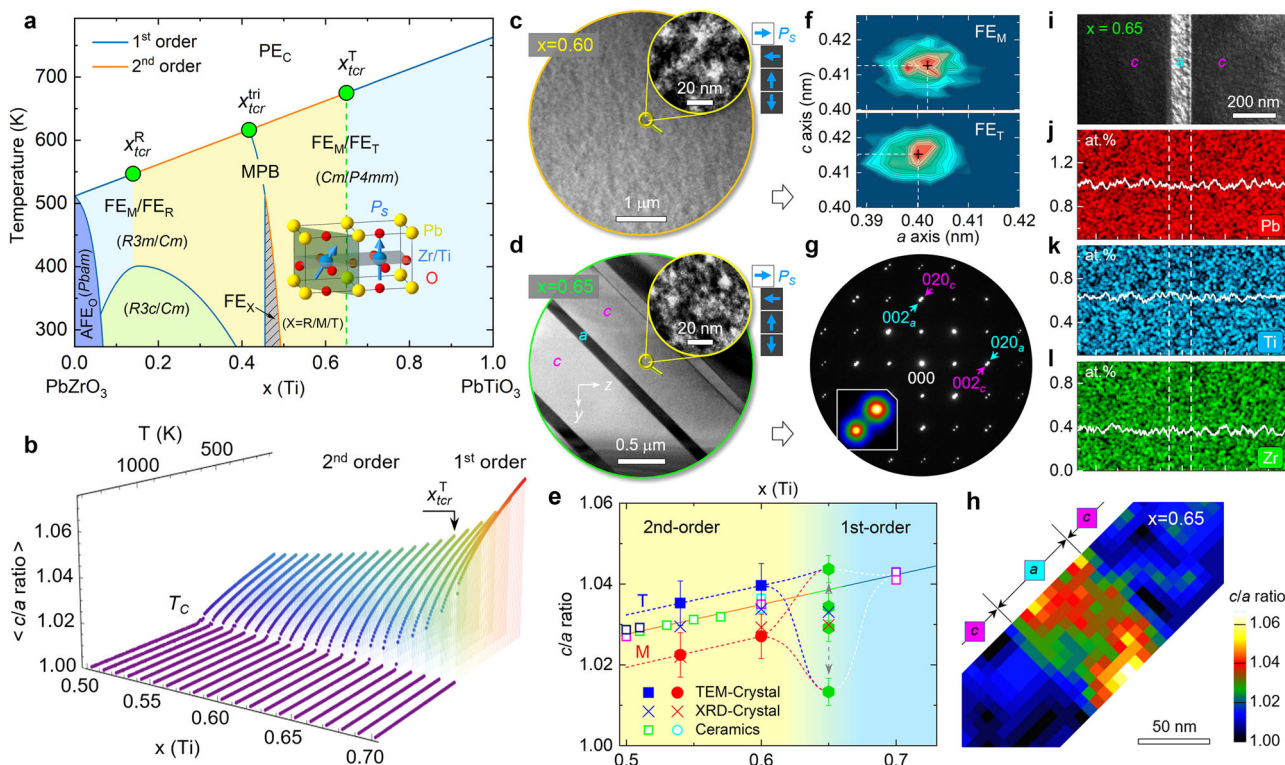 a
1st order
2nd order
PEC
xtcrT
xtcrtri
xtcrR
FEM/FET
(Cm/P4mm)
MPB
FEM/FER
(R3m/Cm)
PS
Pb
Zr/Ti
O
(R3c/Cm)
FEX
(X=R/M/T)
AFEO'(Pbam)
Temperature (K)
700
600
500
400
300
0.0 0.2 0.4 0.6 0.8 1.0
PbZrO3 x (Ti) PbTiO3
b
T (K)
1000 500
2nd order 1st order
xtcrT
TC
< c/a ratio >
1.06
1.04
1.02
1.00
0.50 0.55 0.60 0.65 0.70
x (Ti)
c
x=0.60
20 nm
1 μm
PS
d
x=0.65
c
a
c
z
y
20 nm
0.5 μm
PS
e
x (Ti)
2nd-order 1st-order
T
M
TEM-Crystal
XRD-Crystal
Ceramics
c/a ratio
1.06
1.04
1.02
1.00
0.5 0.6 0.7
f
FEM
0.42
0.41
0.40
FET
0.42
0.41
0.40
c axis (nm)
0.39 0.40 0.41 0.42
a axis (nm)
g
020c
002a
020a
002c
000
h
x=0.65
c
a
c
c/a ratio
1.06
1.04
1.02
1.00
50 nm
i
x = 0.65
c a c
200 nm
j
at.%
1.2
1.0
Pb
k
at.%
0.8
0.6
0.4
Ti
l
at.%
0.8
0.4
0.0
Zr